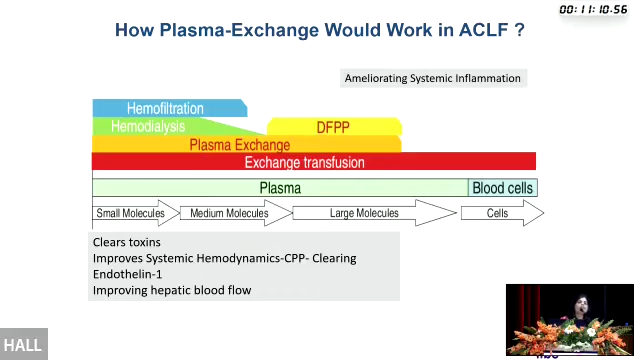 00:11:10.56
How Plasma-Exchange Would Work in ACLF ?
Ameliorating Systemic Inflammation
Hemofiltration
Hemodialysis
DFPP
Plasma Exchange
Exchange transfusion
Plasma
Blood cells
Small Molecules
Medium Molecules
Large Molecules
Cells
Clears toxins
Improves Systemic Hemodynamics-CPP- Clearing
Endothelin-1
Improving hepatic blood flow
HALL